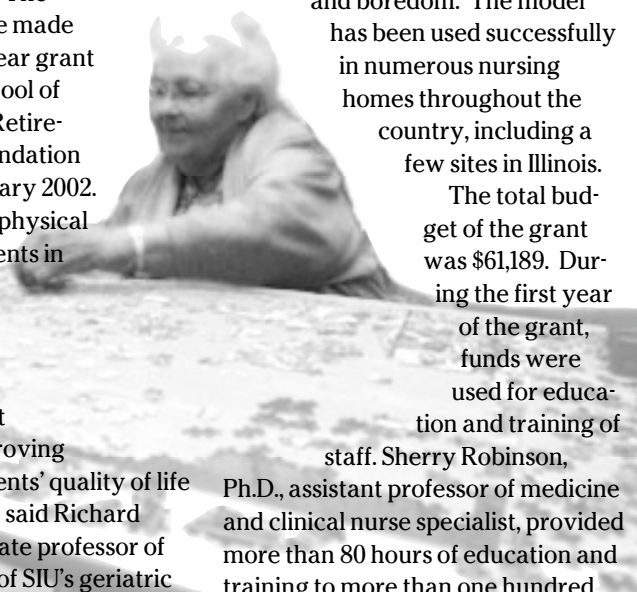 The
e made
ear grant
ool of
Retire-
ndation
ary 2002.
physical
ents in
t
roving
ents' quality of life
said Richard
ate professor of
of SIU's geriatric
and boredom. The model
has been used successfully
in numerous nursing
homes throughout the
country, including a
few sites in Illinois.
The total bud-
get of the grant
was $61,189. Dur-
ing the first year
of the grant,
funds were
used for educa-
tion and training of
staff. Sherry Robinson,
Ph.D., assistant professor of medicine
and clinical nurse specialist, provided
more than 80 hours of education and
training to more than one hundred